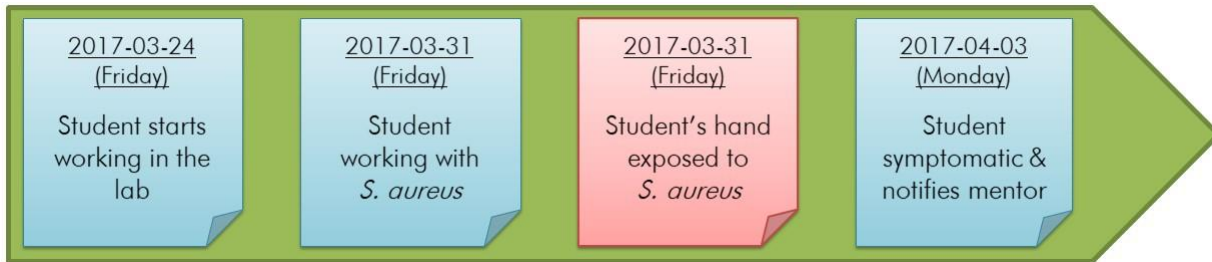 2017-03-24
(Friday)
Student starts
working in the
lab
2017-03-31
(Friday)
Student
working with
S. aureus
2017-03-31
(Friday)
Student's hand
exposed to
S. aureus
2017-04-03
(Monday)
Student
symptomatic &
notifies mentor